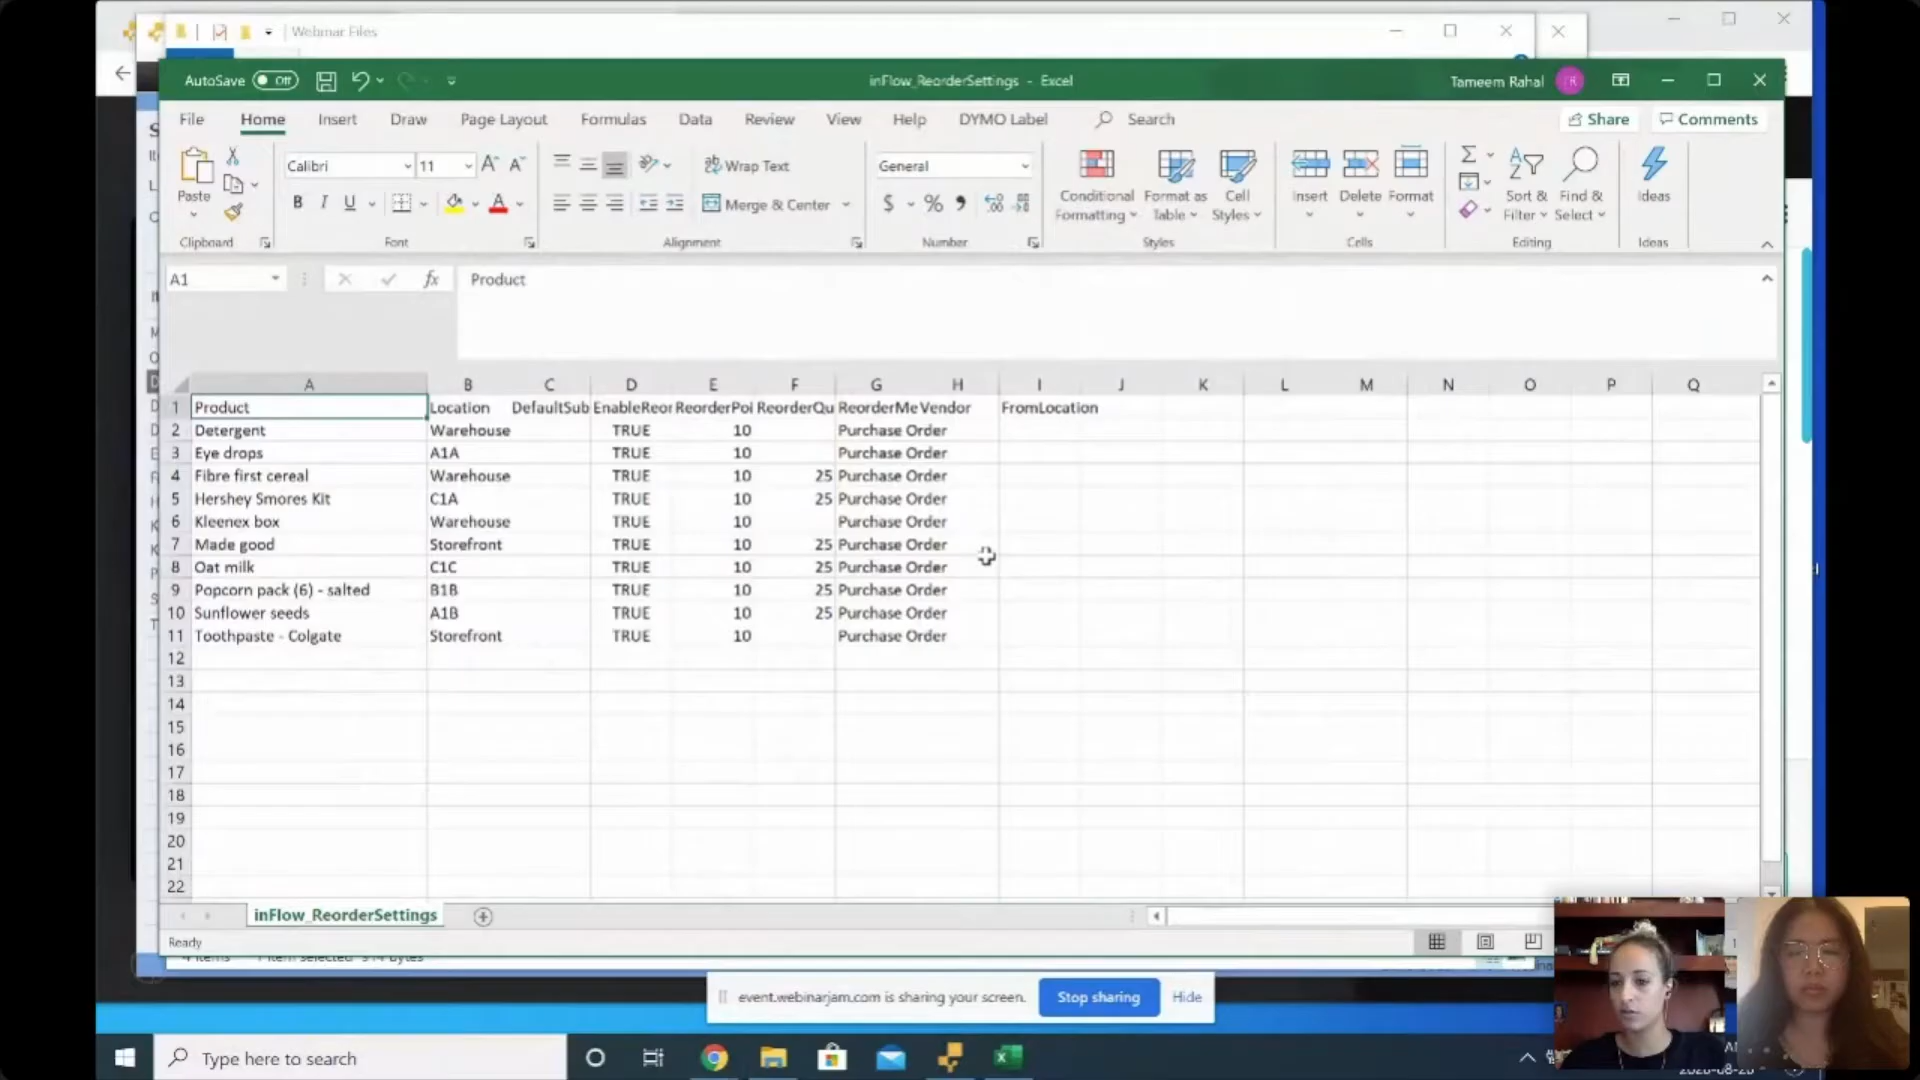 Webinar Files
AutoSave Off
inFlow_ReorderSettings - Excel
Tameem Rahal TR
File Home Insert Draw Page Layout Formulas Data Review View Help DYMO Label Search Share Comments
Paste
Calibri 11
Wrap Text
General
B I U
Merge & Center
$ %
Conditional Formatting
Format as Table
Cell Styles
Insert Delete Format
Sort & Filter
Find & Select
Ideas
Clipboard Font Alignment Number Styles Cells Editing Ideas
A1 fx Product
A B C D E F G H I J K L M N O P Q
1 Product Location DefaultSub EnableReor ReorderPoi ReorderQu ReorderMe Vendor FromLocation
2 Detergent Warehouse TRUE 10 Purchase Order
3 Eye drops A1A TRUE 10 Purchase Order
4 Fibre first cereal Warehouse TRUE 10 25 Purchase Order
5 Hershey Smores Kit C1A TRUE 10 25 Purchase Order
6 Kleenex box Warehouse TRUE 10 Purchase Order
7 Made good Storefront TRUE 10 25 Purchase Order
8 Oat milk C1C TRUE 10 25 Purchase Order
9 Popcorn pack (6) - salted B1B TRUE 10 25 Purchase Order
10 Sunflower seeds A1B TRUE 10 25 Purchase Order
11 Toothpaste - Colgate Storefront TRUE 10 Purchase Order
12
13
14
15
16
17
18
19
20
21
22
inFlow_ReorderSettings
Ready
event.webinarjam.com is sharing your screen. Stop sharing Hide
Type here to search